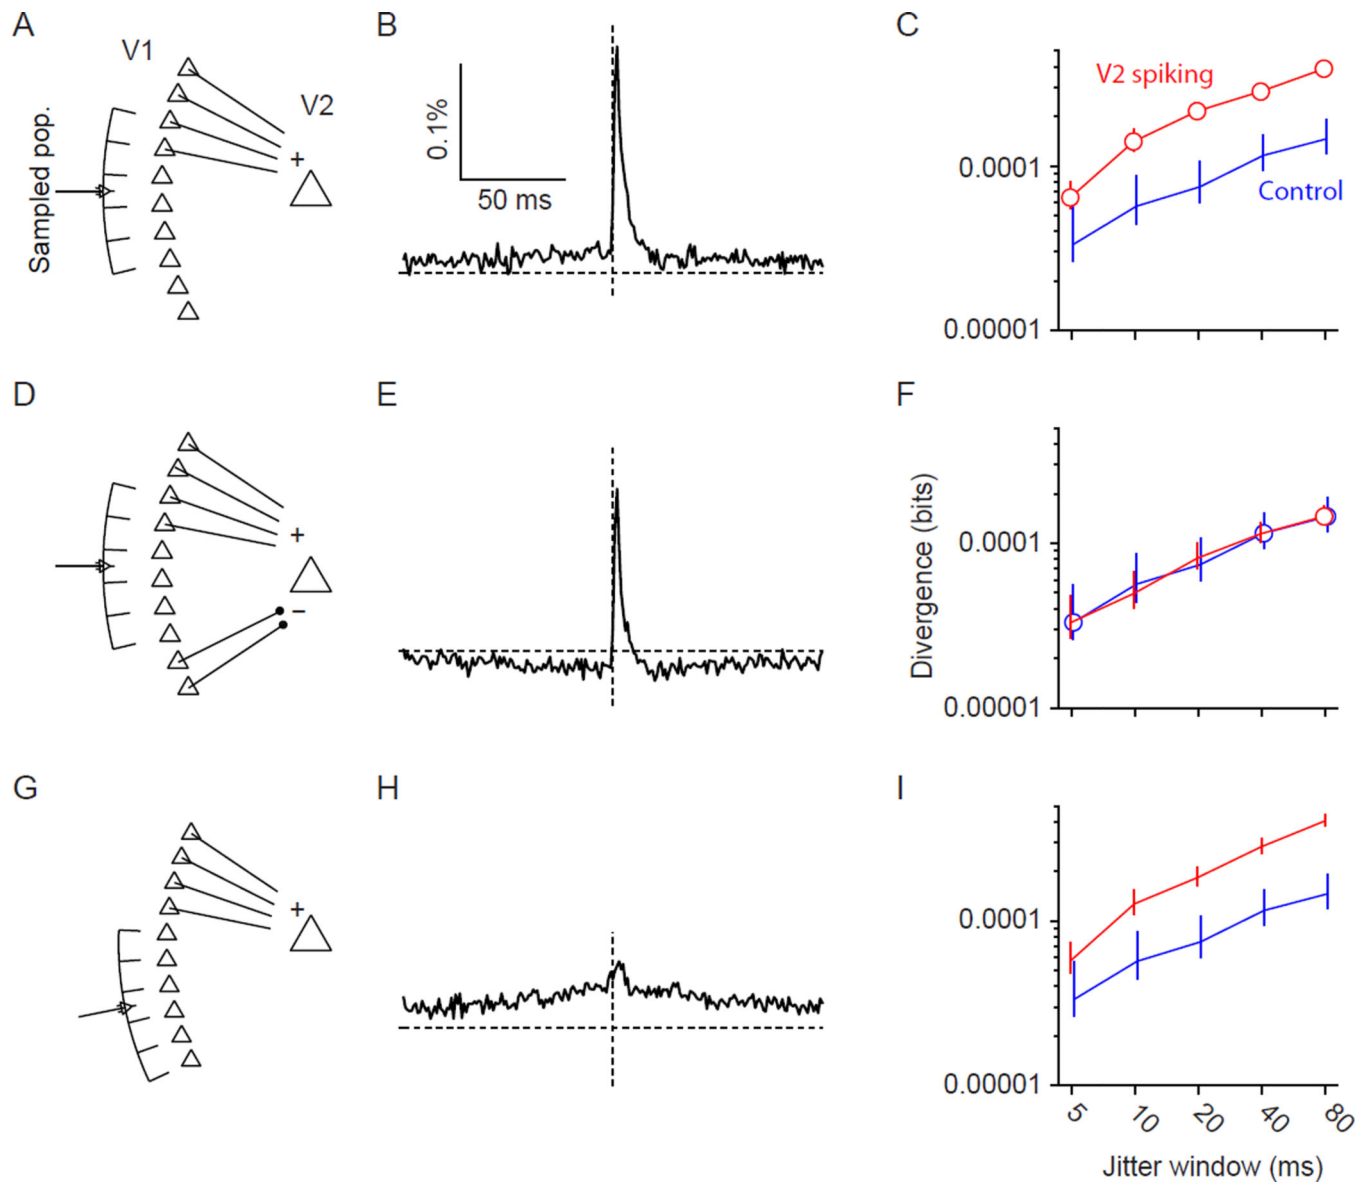 A
V1
V2
Sampled pop.
+
B
0.1%
50 ms
C
V2 spiking
Control
0.0001
0.00001
D
+
−
E
F
Divergence (bits)
0.0001
0.00001
G
+
H
I
0.0001
0.00001
5 10 20 40 80
Jitter window (ms)